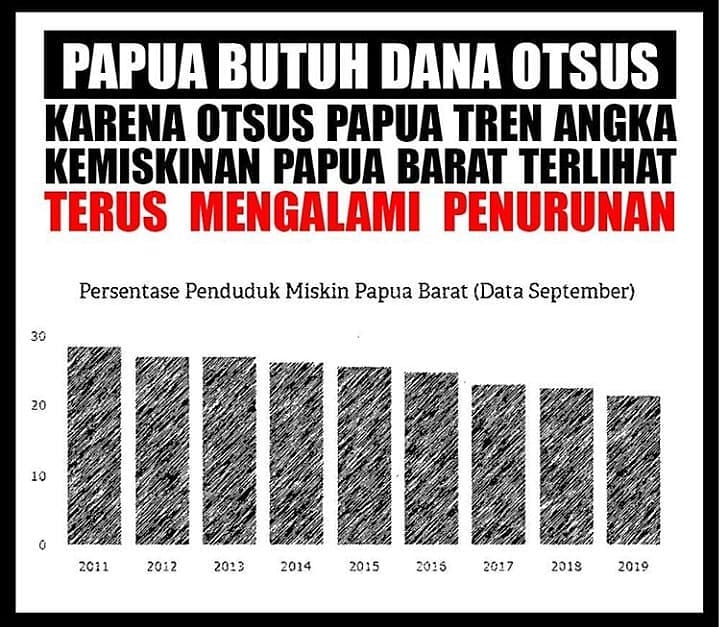 PAPUA BUTUH DANA OTSUS
KARENA OTSUS PAPUA TREN ANGKA
KEMISKINAN PAPUA BARAT TERLIHAT
TERUS MENGALAMI PENURUNAN
Persentase Penduduk Miskin Papua Barat (Data September)
30
20
10
0
2011 2012 2013 2014 2015 2016 2017 2018 2019